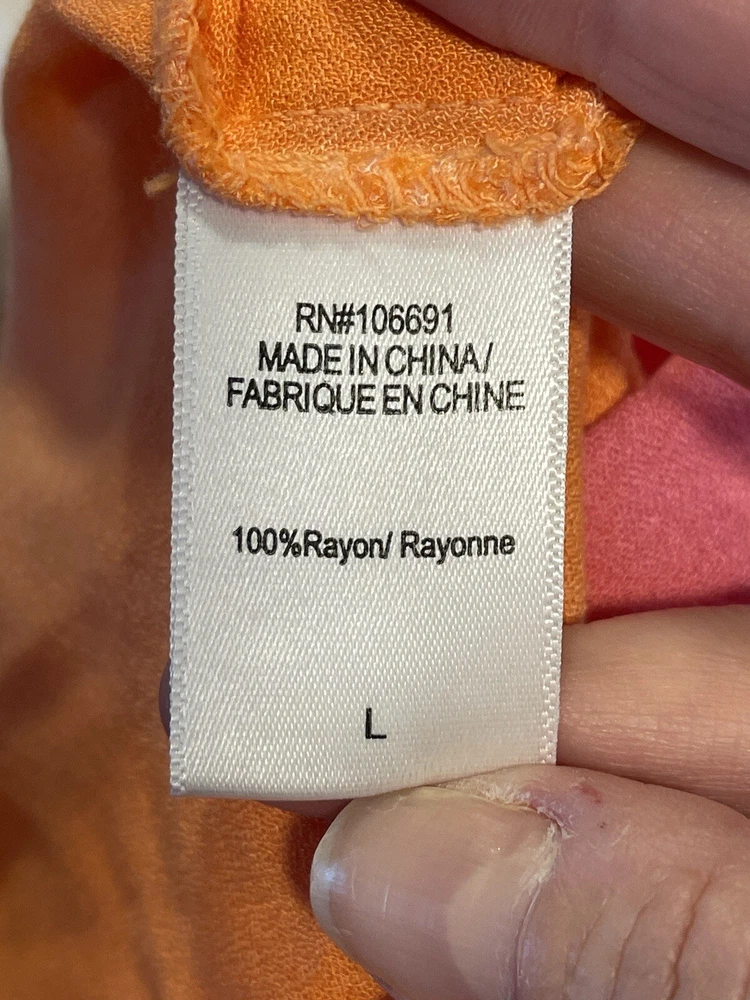 RN#106691
MADE IN CHINA/
FABRIQUE EN CHINE
100%Rayon/ Rayonne
L